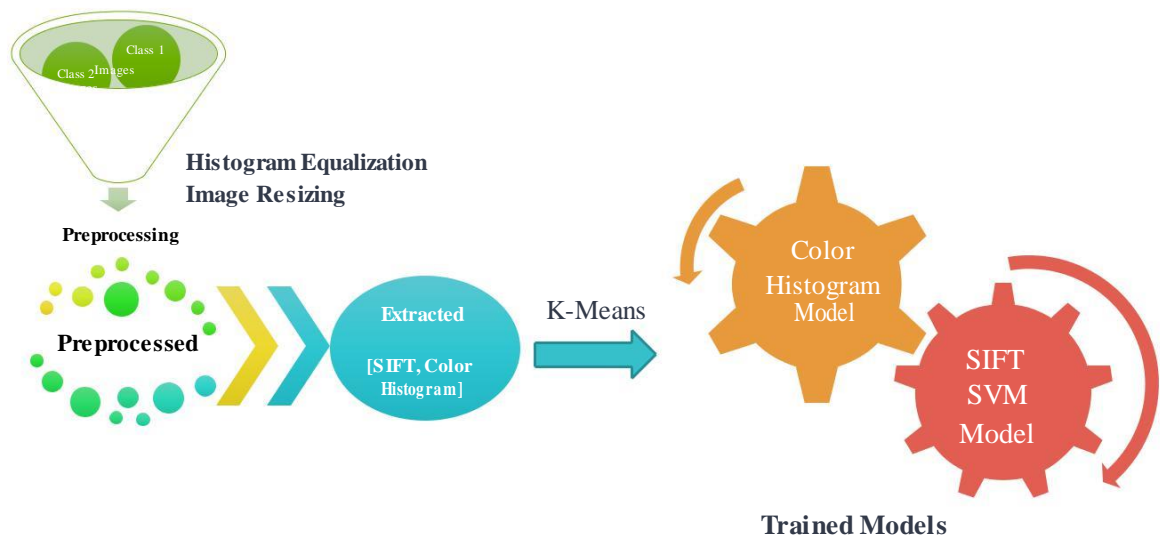 Class 1
Class 2
Images
Histogram Equalization
Image Resizing
Preprocessing
Preprocessed
Extracted
[SIFT, Color
Histogram]
K-Means
Color
Histogram
Model
SIFT
SVM
Model
Trained Models